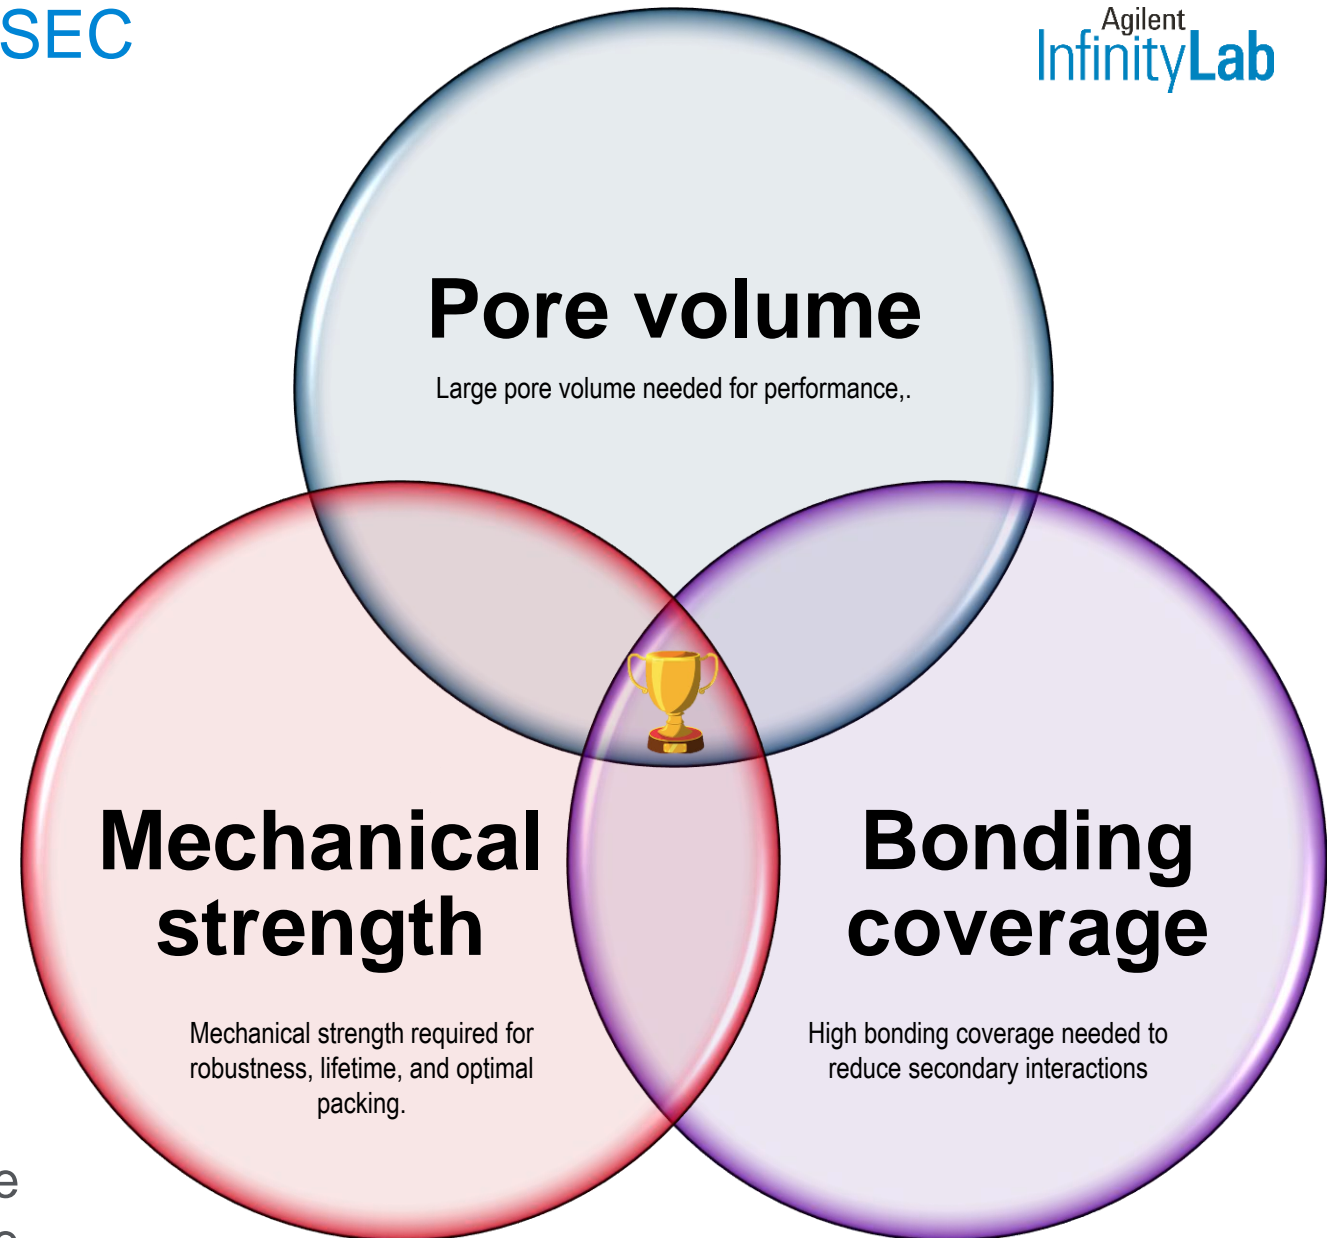 SEC
Agilent
InfinityLab
Pore volume
Large pore volume needed for performance,.
Mechanical
strength
Mechanical strength required for
robustness, lifetime, and optimal
packing.
Bonding
coverage
High bonding coverage needed to
reduce secondary interactions